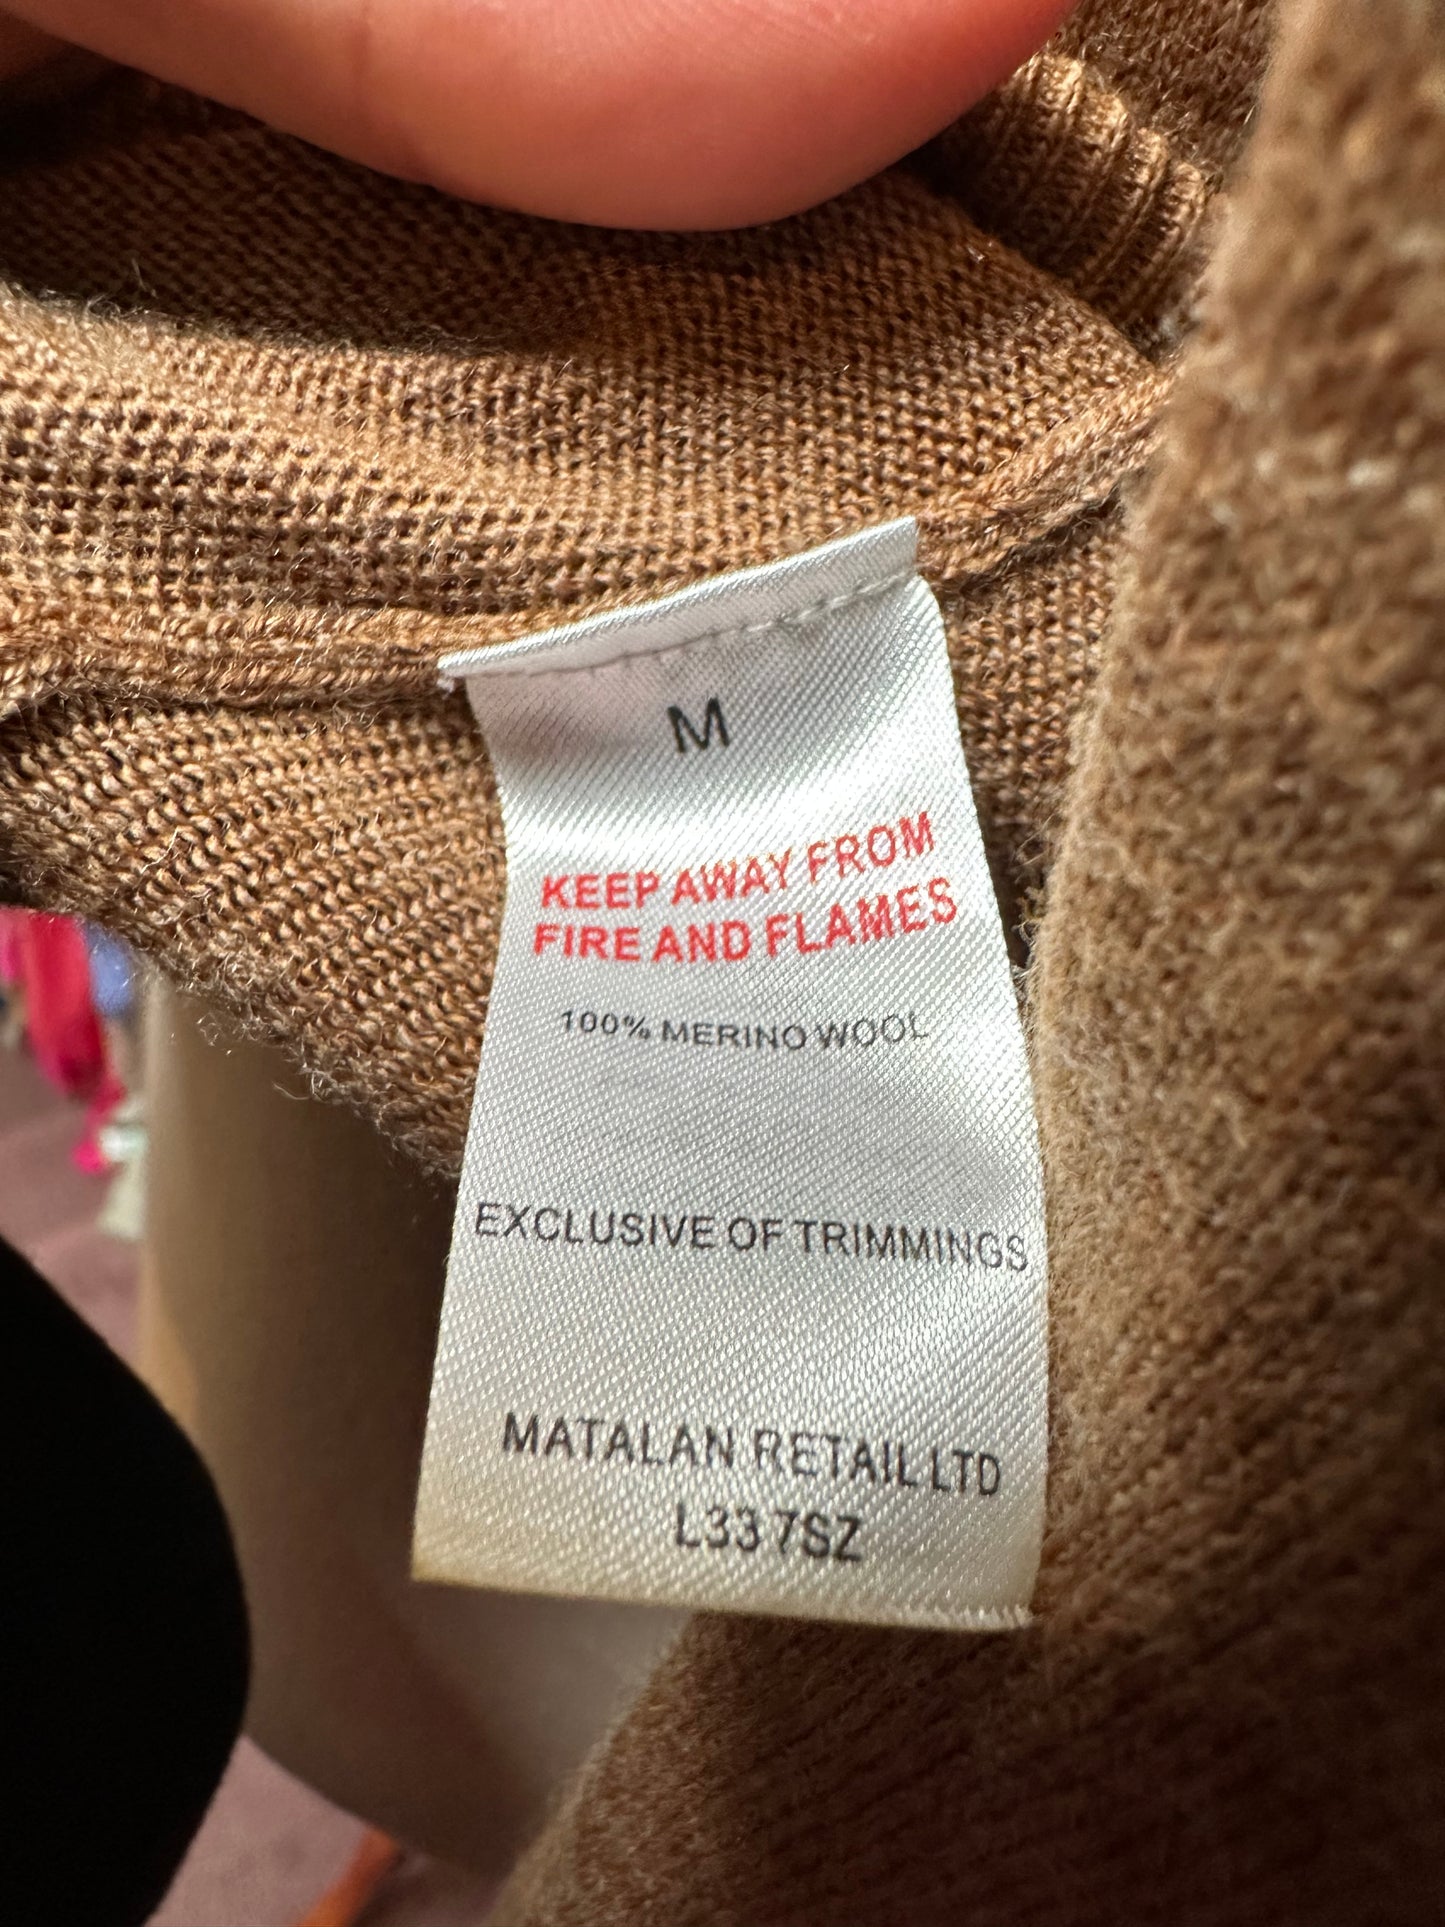 M
KEEP AWAY FROM
FIRE AND FLAMES
100% MERINO WOOL
EXCLUSIVE OF TRIMMINGS
MATALAN RETAIL LTD
L33 7SZ